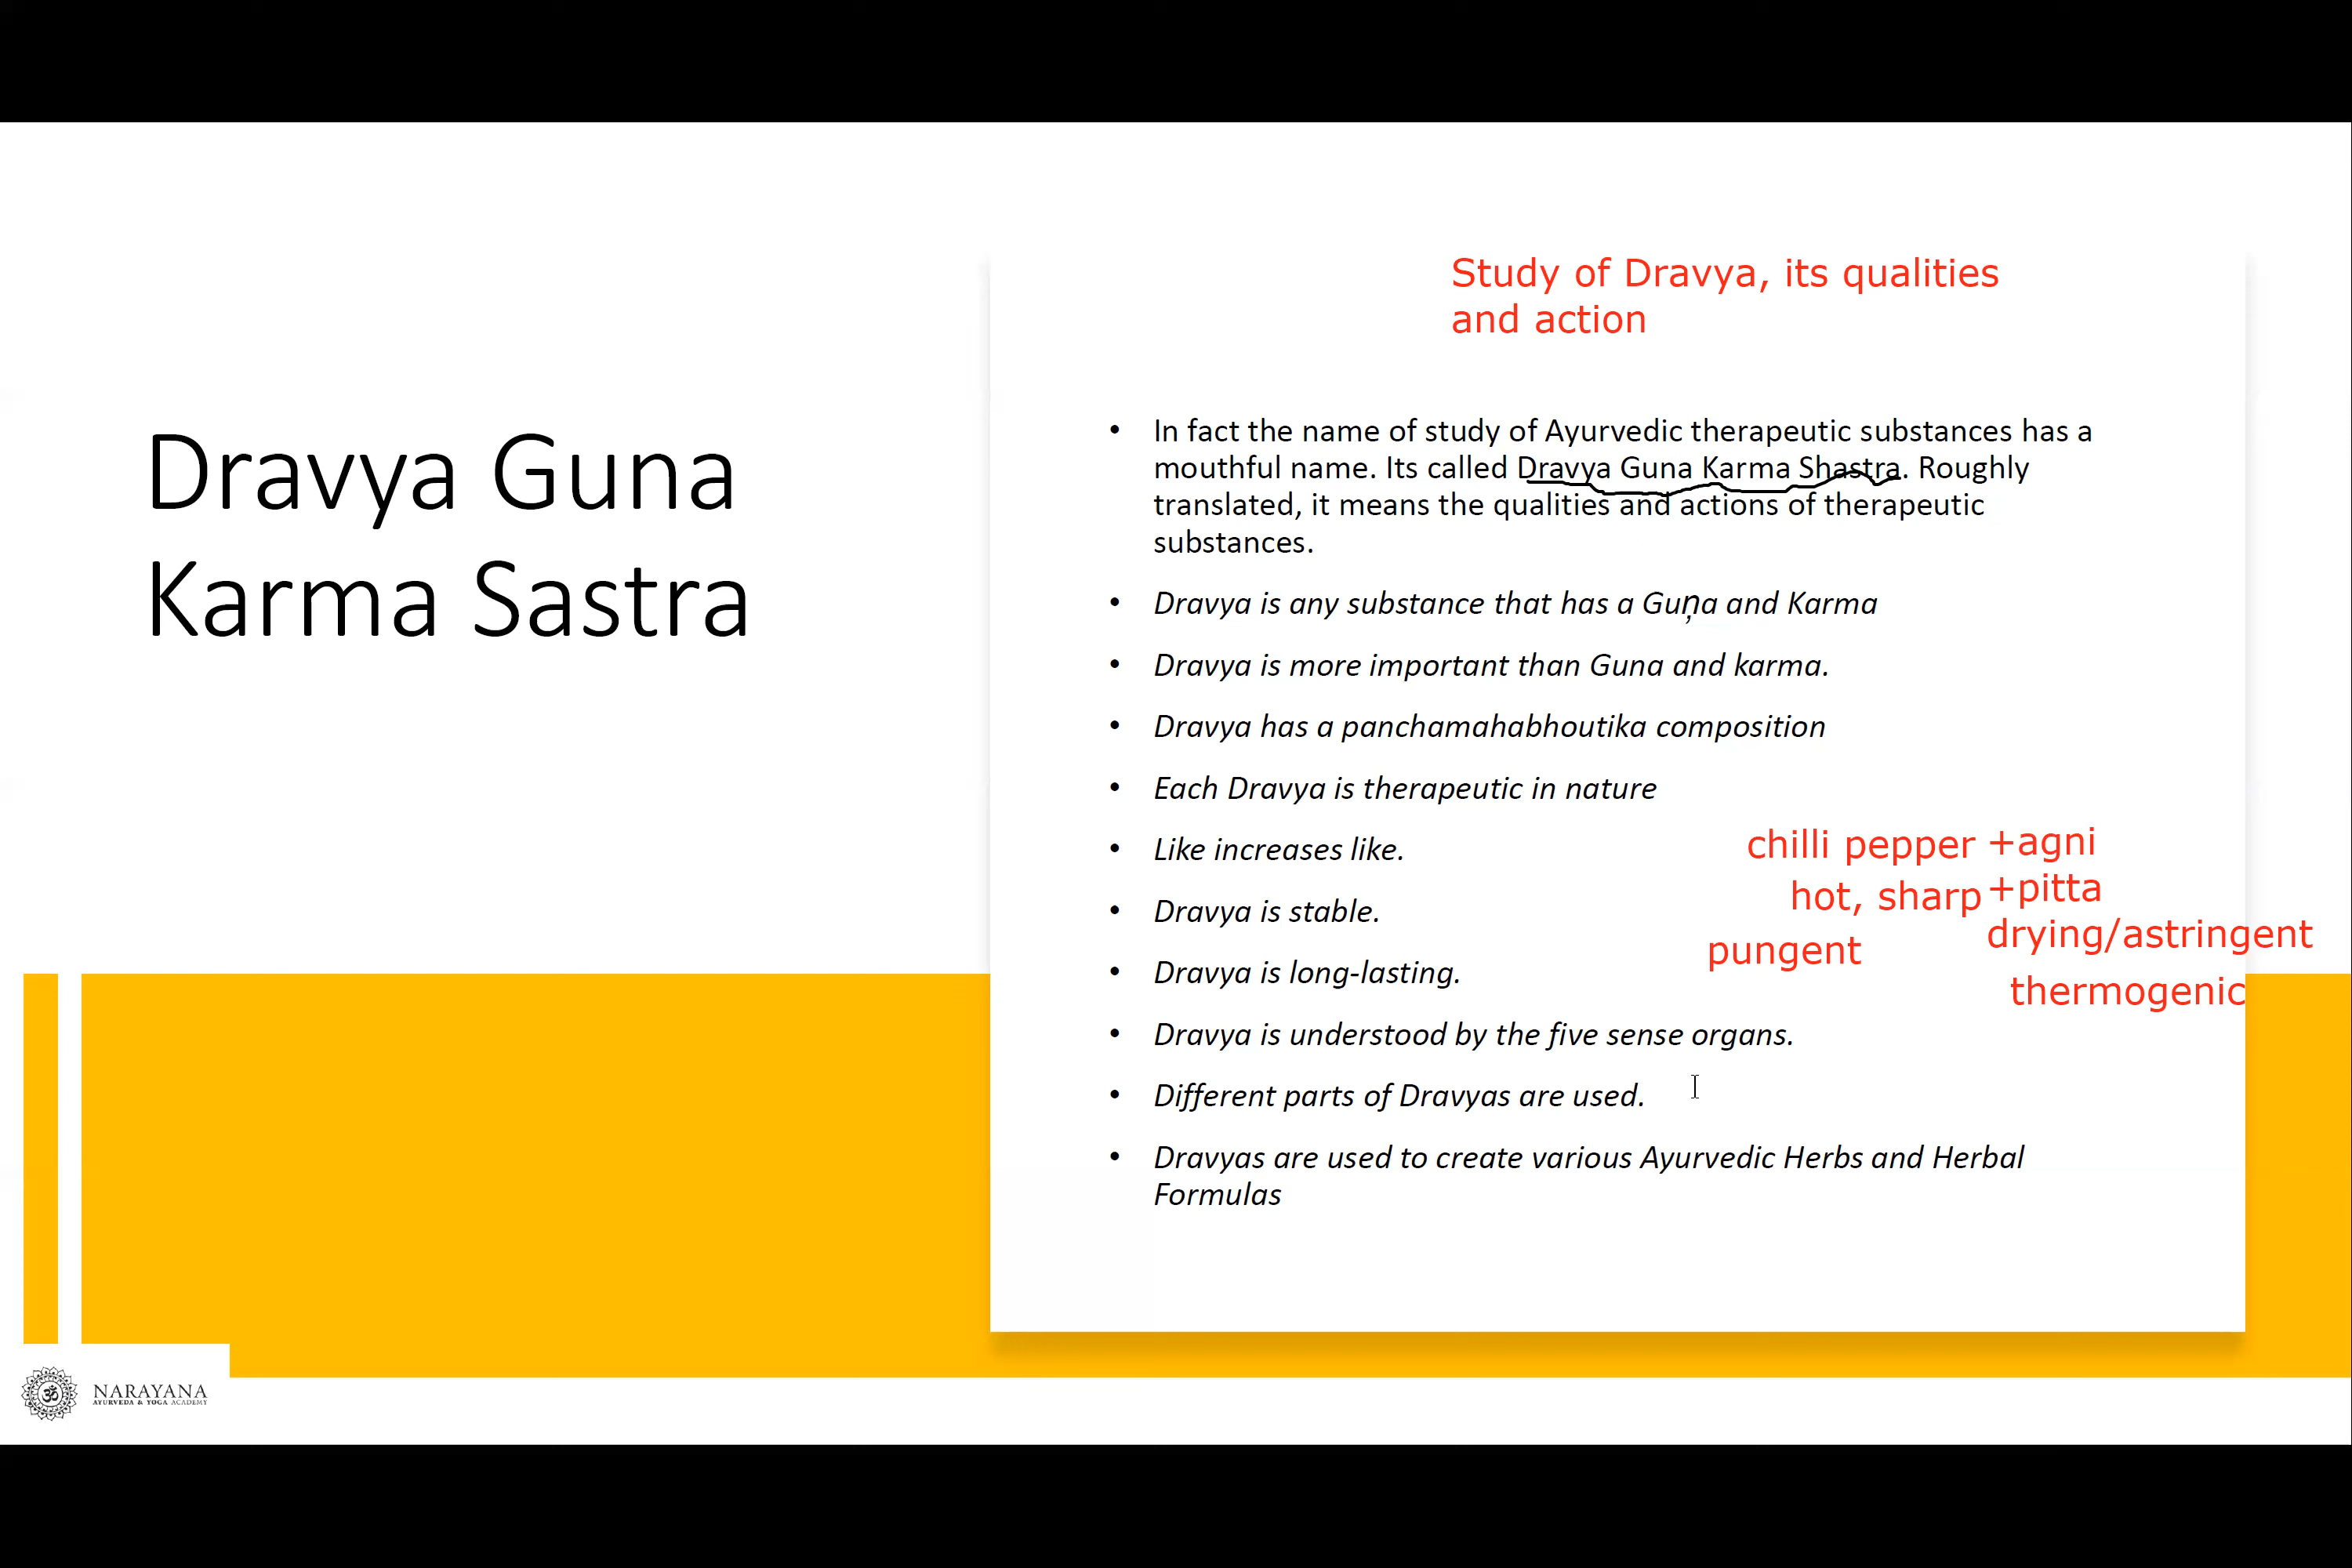 Dravya Guna
Karma Sastra
Study of Dravya, its qualities
and action
• In fact the name of study of Ayurvedic therapeutic substances has a
mouthful name. Its called Dravya Guna Karma Shastra. Roughly
translated, it means the qualities and actions of therapeutic
substances.
• Dravya is any substance that has a Guna and Karma
• Dravya is more important than Guna and karma.
• Dravya has a panchamahabhoutika composition
• Each Dravya is therapeutic in nature
• Like increases like.
• Dravya is stable.
• Dravya is long-lasting.
• Dravya is understood by the five sense organs.
• Different parts of Dravyas are used.
• Dravyas are used to create various Ayurvedic Herbs and Herbal
Formulas
chilli pepper +agni
hot, sharp +pitta
pungent drying/astringent
thermogenic
NARAYANA
AYURVEDA & YOGA ACADEMY